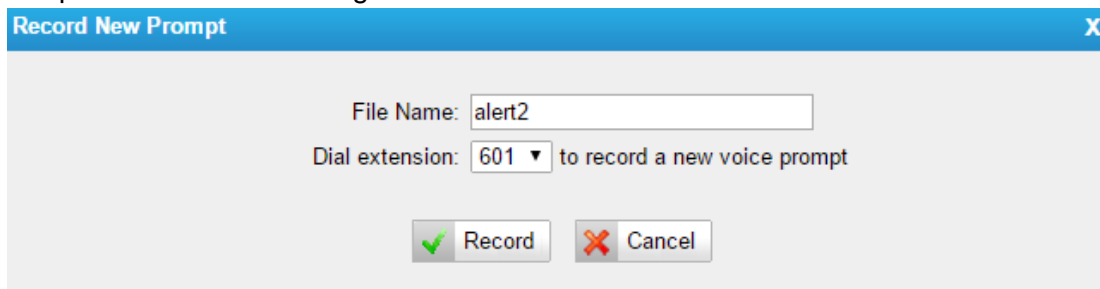 Record New Prompt X
File Name: alert2
Dial extension: 601 to record a new voice prompt
Record Cancel